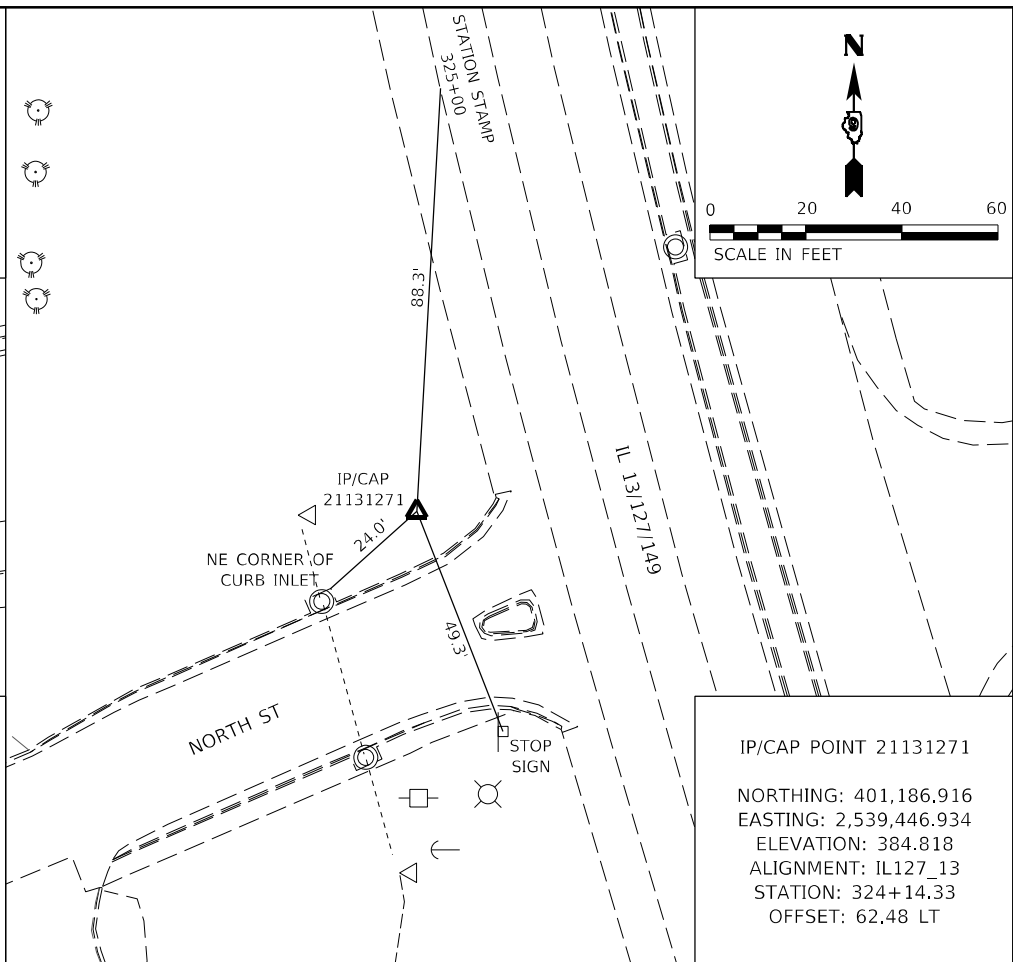 STATION STAMP
325+00
N
0 20 40 60
SCALE IN FEET
88.3'
IP/CAP
21131271
24.0'
IL 13/127/149
NE CORNER OF
CURB INLET
49.3'
NORTH ST
STOP
SIGN
IP/CAP POINT 21131271
NORTHING: 401,186.916
EASTING: 2,539,446.934
ELEVATION: 384.818
ALIGNMENT: IL127_13
STATION: 324+14.33
OFFSET: 62.48 LT